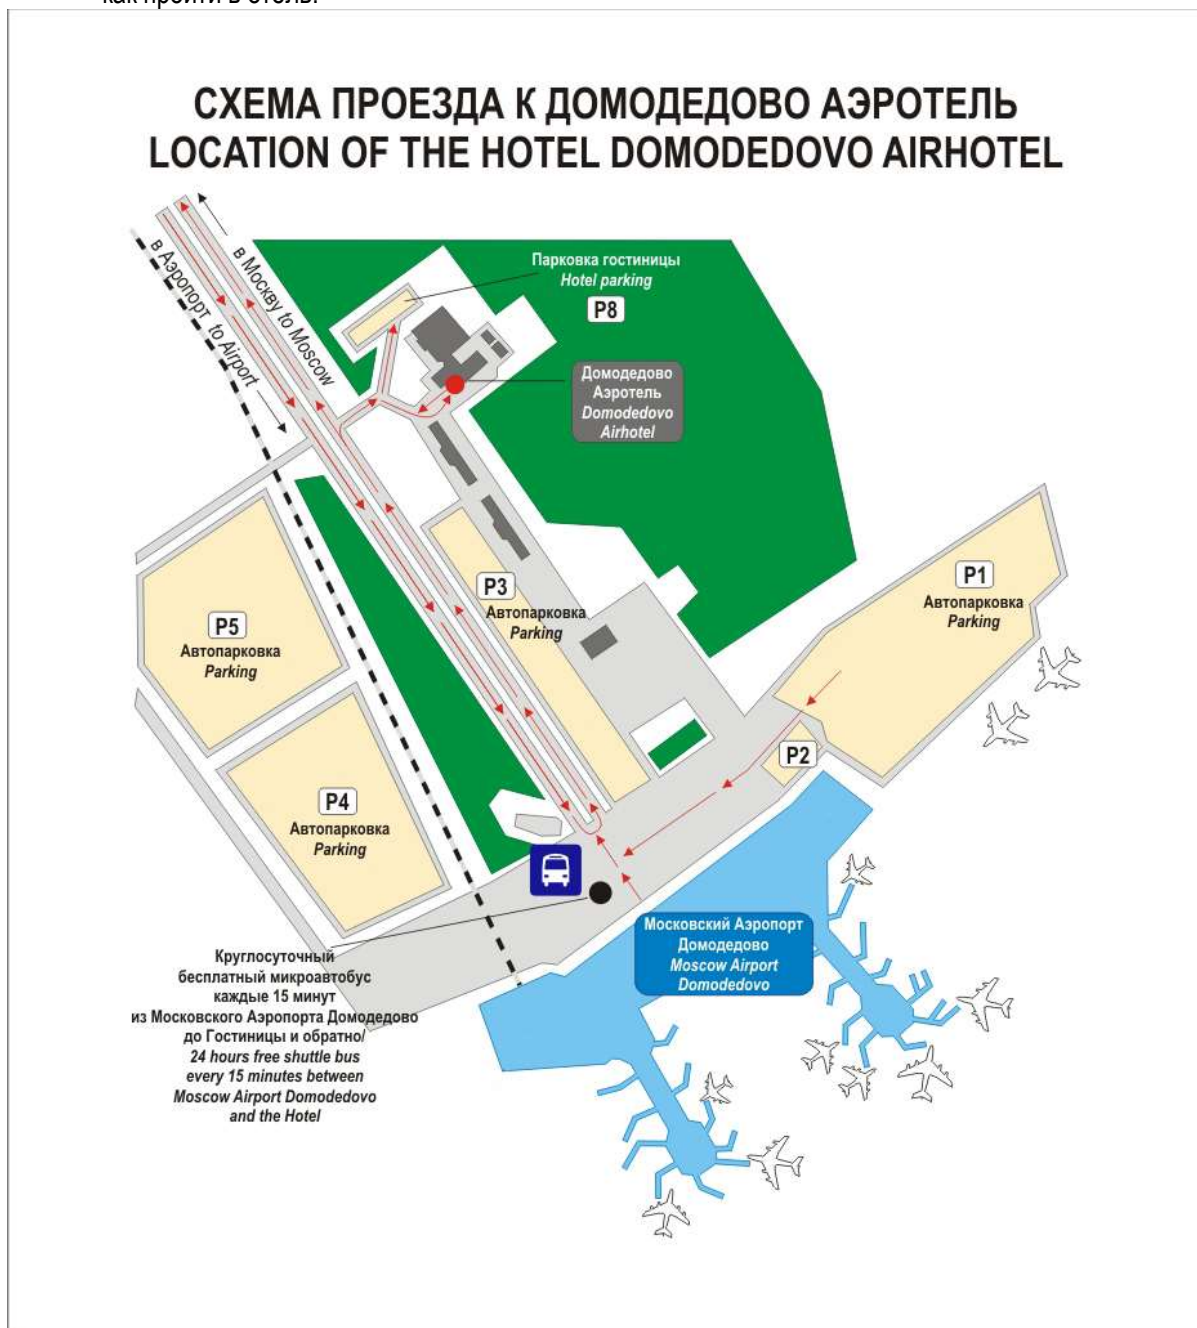 как пройти в отель.
СХЕМА ПРОЕЗДА К ДОМОДЕДОВО АЭРОТЕЛЬ
LOCATION OF THE HOTEL DOMODEDOVO AIRHOTEL
в Аэропорт to Airport
в Москву to Moscow
Парковка гостиницы
Hotel parking
P8
Домодедово
Аэротель
Domodedovo
Airhotel
P1
Автопарковка
Parking
P3
Автопарковка
Parking
P5
Автопарковка
Parking
P2
P4
Автопарковка
Parking
Московский Аэропорт
Домодедово
Moscow Airport
Domodedovo
Круглосуточный
бесплатный микроавтобус
каждые 15 минут
из Московского Аэропорта Домодедово
до Гостиницы и обратно/
24 hours free shuttle bus
every 15 minutes between
Moscow Airport Domodedovo
and the Hotel